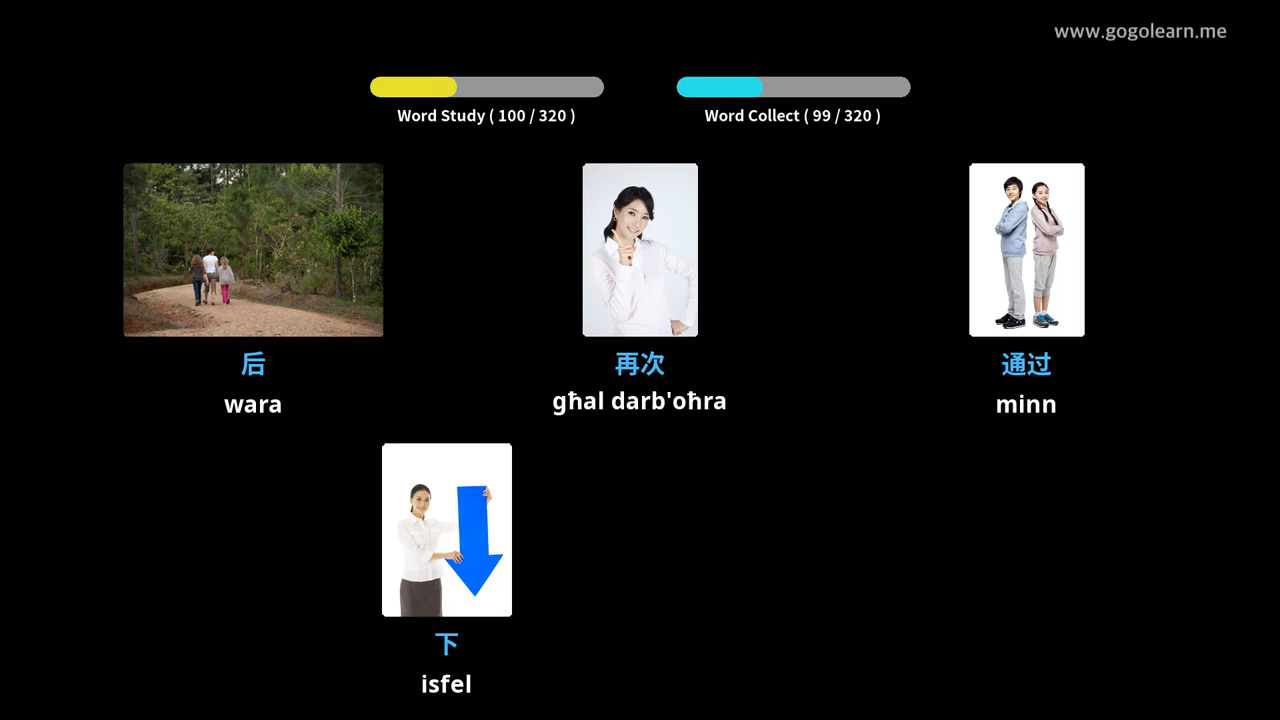 www.gogolearn.me
Word Study ( 100 / 320 )
Word Collect ( 99 / 320 )
后
wara
再次
għal darb'oħra
通过
minn
下
isfel